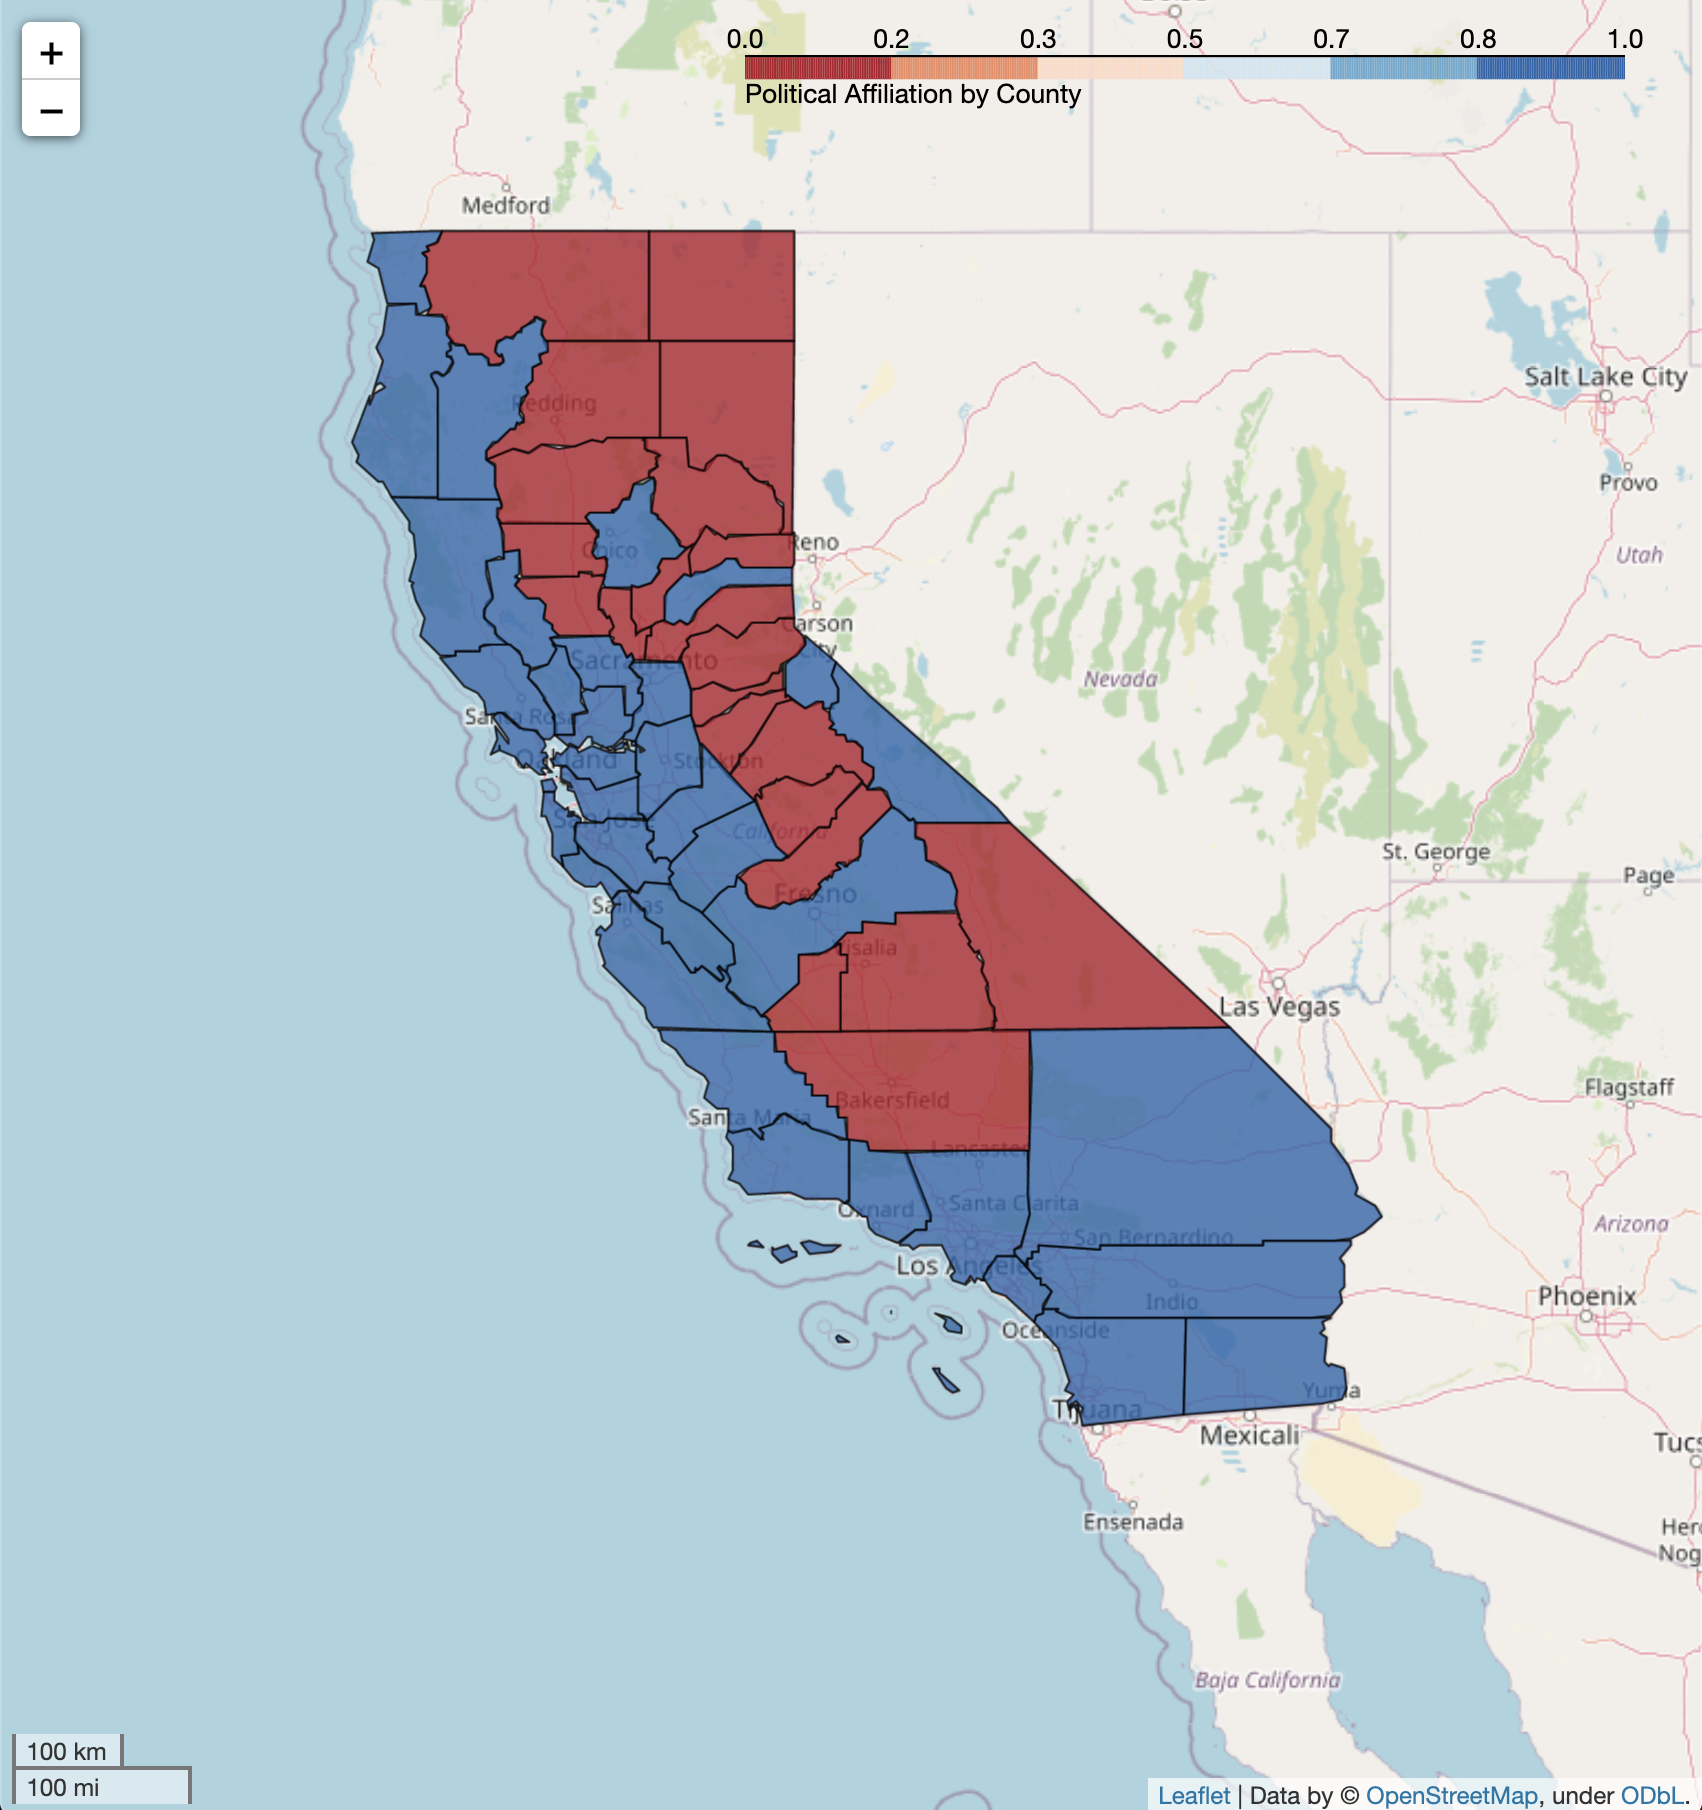 +
−
0.0 0.2 0.3 0.5 0.7 0.8 1.0
Political Affiliation by County
Medford
Salt Lake City
Redding
Provo
Reno
Chico
Utah
Carson
City
Sacramento
Nevada
Santa Rosa
Oakland
Stockton
San Jose
California
St. George
Page
Fresno
Salinas
Visalia
Las Vegas
Flagstaff
Bakersfield
Santa Maria
Lancaster
Santa Clarita
Oxnard
Arizona
San Bernardino
Los Angeles
Phoenix
Indio
Oceanside
Yuma
Tijuana
Mexicali
Tucs
Ensenada
Her
Nog
Baja California
100 km
100 mi
Leaflet | Data by © OpenStreetMap, under ODbL.